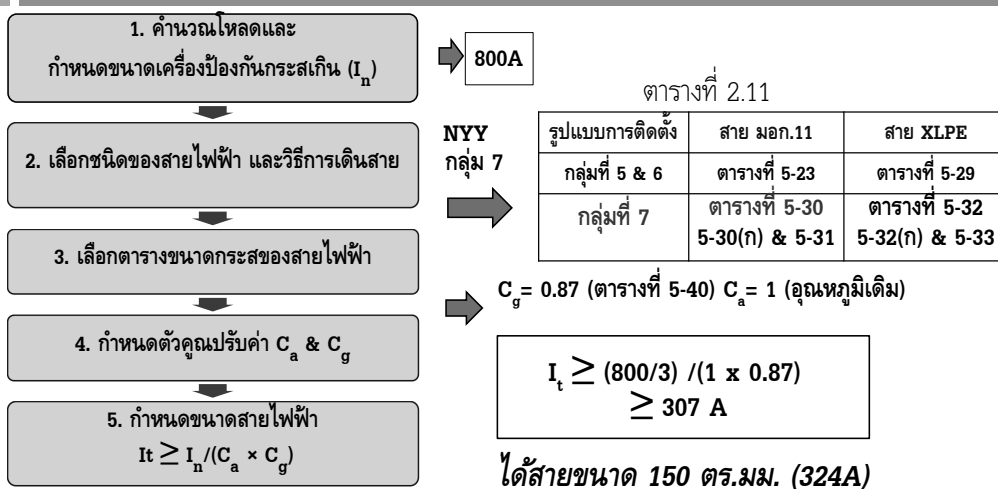 1. คำนวณโหลดและ
กำหนดขนาดเครื่องป้องกันกระสเกิน (I_n)
800A
2. เลือกชนิดของสายไฟฟ้า และวิธีการเดินสาย
NYY
กลุ่ม 7
ตารางที่ 2.11
รูปแบบการติดตั้ง สาย มอก.11 สาย XLPE
กลุ่มที่ 5 & 6 ตารางที่ 5-23 ตารางที่ 5-29
กลุ่มที่ 7 ตารางที่ 5-30 5-30(ก) & 5-31 ตารางที่ 5-32 5-32(ก) & 5-33
3. เลือกตารางขนาดกระสของสายไฟฟ้า
4. กำหนดตัวคูณปรับค่า C_a & C_g
C_g= 0.87 (ตารางที่ 5-40) C_a= 1 (อุณหภูมิเดิม)
5. กำหนดขนาดสายไฟฟ้า
It ≥ I_n/(C_a × C_g)
I_t ≥ (800/3) /(1 x 0.87)
≥ 307 A
ได้สายขนาด 150 ตร.มม. (324A)